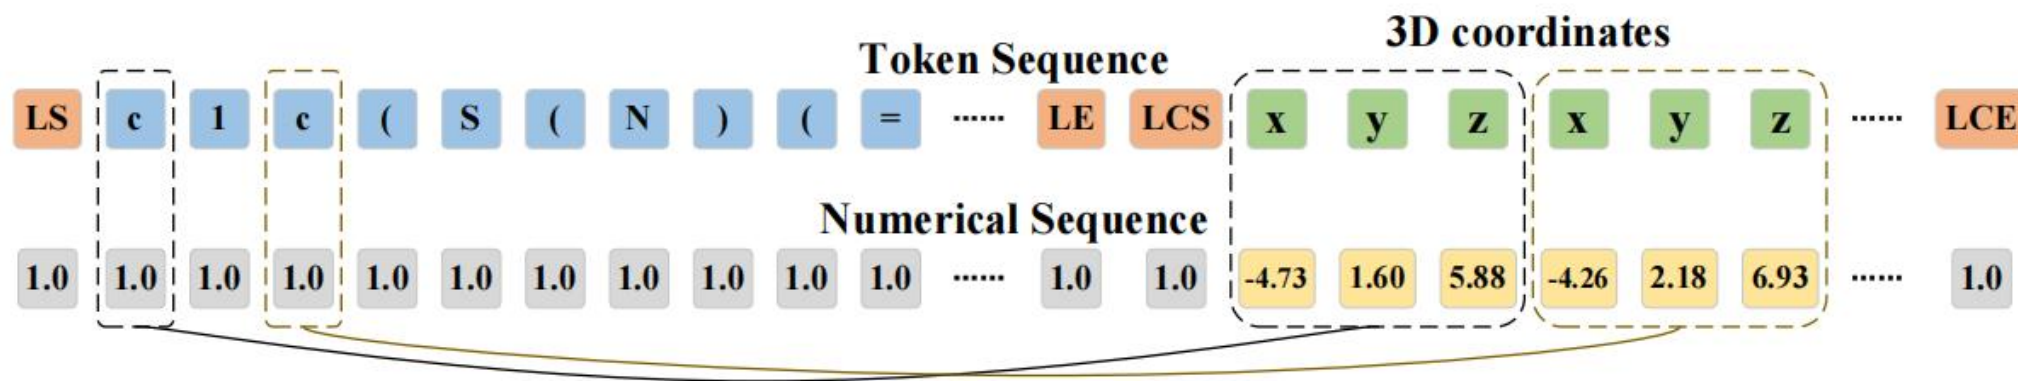 3D coordinates
Token Sequence
LS c 1 c ( S ( N ) ( = ...... LE LCS x y z x y z ...... LCE
Numerical Sequence
1.0 1.0 1.0 1.0 1.0 1.0 1.0 1.0 1.0 1.0 1.0 ...... 1.0 1.0 -4.73 1.60 5.88 -4.26 2.18 6.93 ...... 1.0